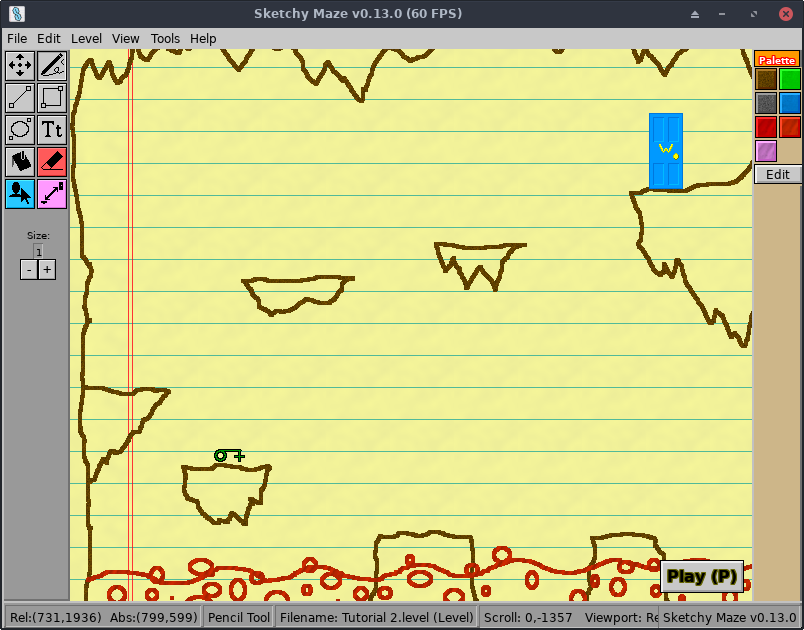 Sketchy Maze v0.13.0 (60 FPS)
File Edit Level View Tools Help
Palette
Tt
W
Edit
Size:
1
- +
Play (P)
Rel:(731,1936) Abs:(799,599) Pencil Tool Filename: Tutorial 2.level (Level) Scroll: 0,-1357 Viewport: Re Sketchy Maze v0.13.0